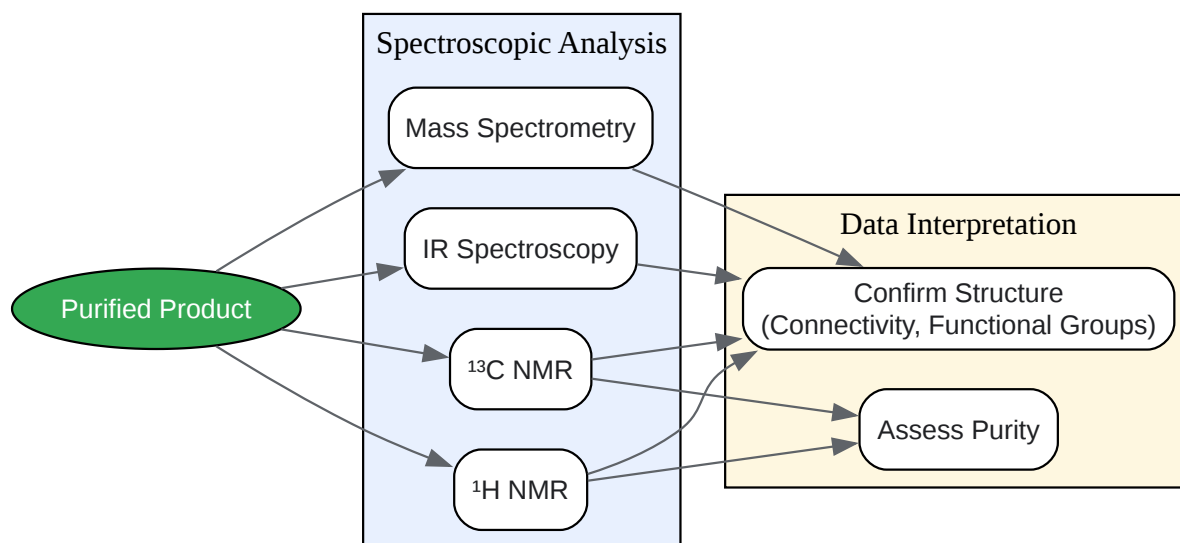 Spectroscopic Analysis
Mass Spectrometry
IR Spectroscopy
Purified Product
¹³C NMR
¹H NMR
Data Interpretation
Confirm Structure
(Connectivity, Functional Groups)
Assess Purity